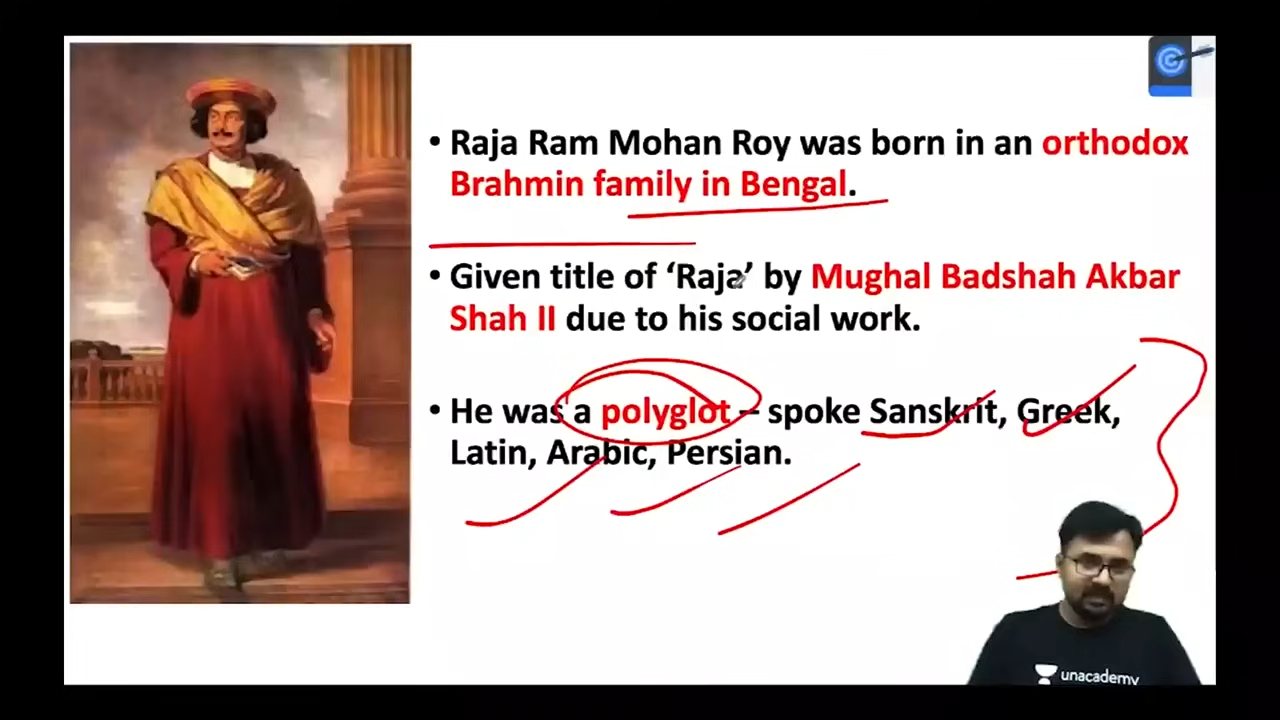 • Raja Ram Mohan Roy was born in an orthodox
Brahmin family in Bengal.
• Given title of ‘Raja’ by Mughal Badshah Akbar
Shah II due to his social work.
• He was a polyglot – spoke Sanskrit, Greek,
Latin, Arabic, Persian.
unacademy